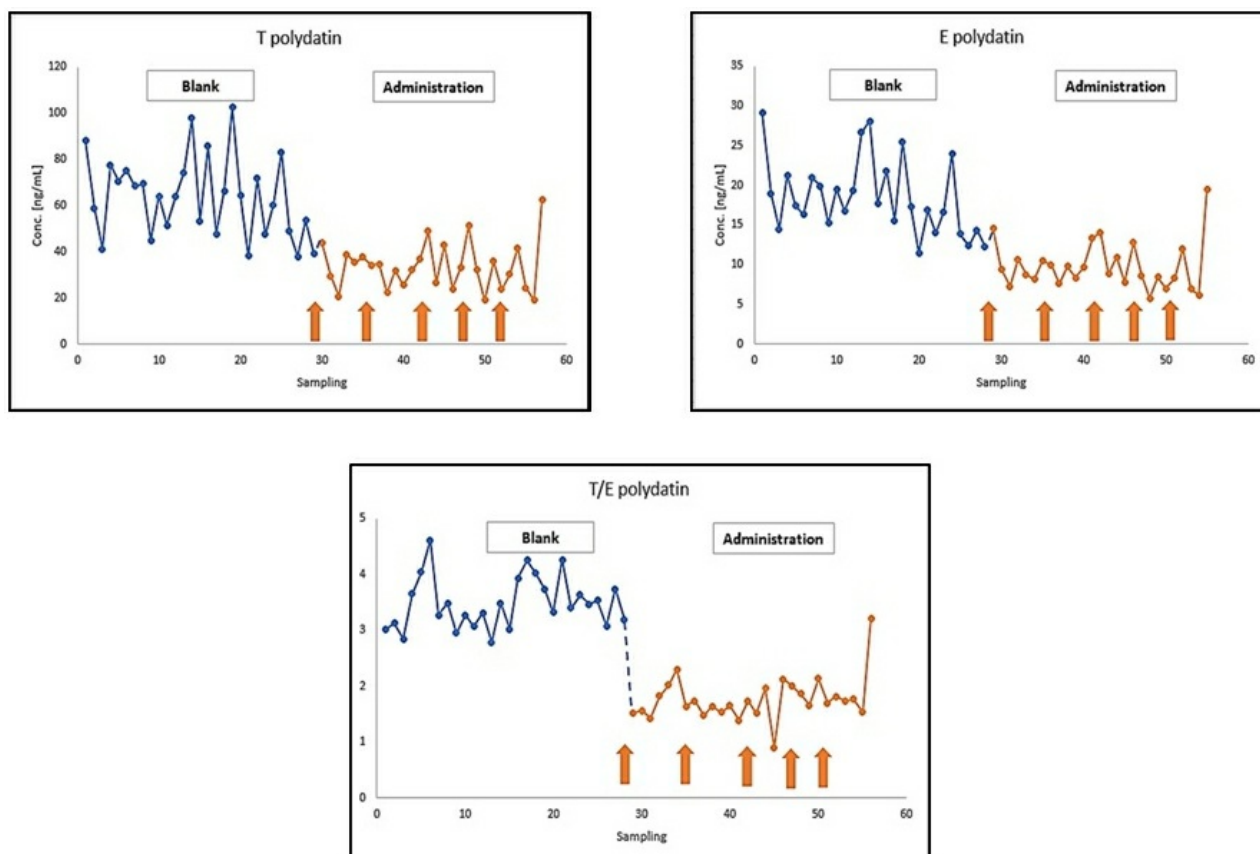 T polydatin
120
Blank
Administration
100
80
60
40
20
0
Conc. [ng/mL]
0 10 20 30 40 50 60
Sampling
E polydatin
35
Blank
Administration
30
25
20
15
10
5
0
Conc. [ng/mL]
0 10 20 30 40 50 60
Sampling
T/E polydatin
5
Blank
Administration
4
3
2
1
0
0 10 20 30 40 50 60
Sampling